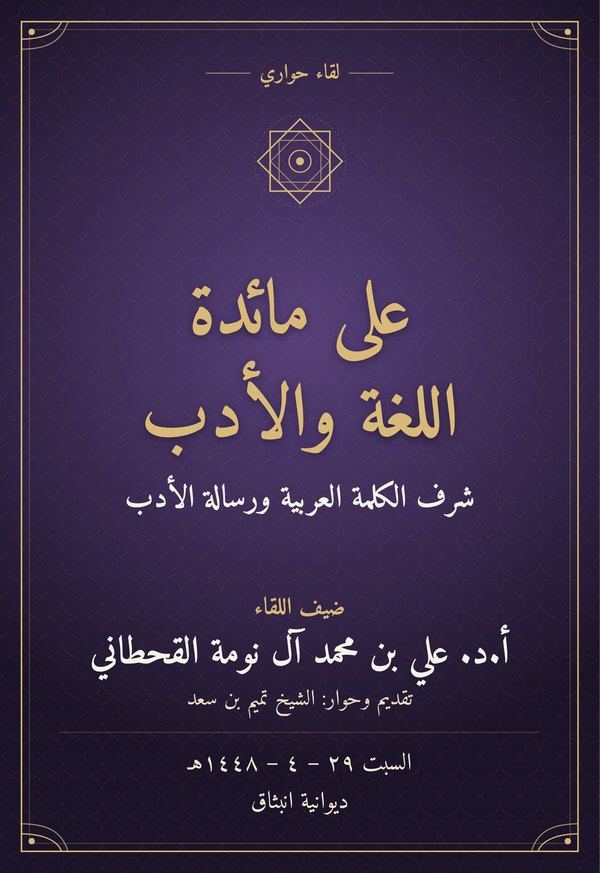 لقاء حواري
على مائدة
اللغة والأدب
شرف الكلمة العربية ورسالة الأدب
ضيف اللقاء
أ.د. علي بن محمد آل نومة القحطاني
تقديم وحوار: الشيخ تميم بن سعد
السبت ٢٩ - ٤ - ١٤٤٨هـ
ديوانية انبثاق